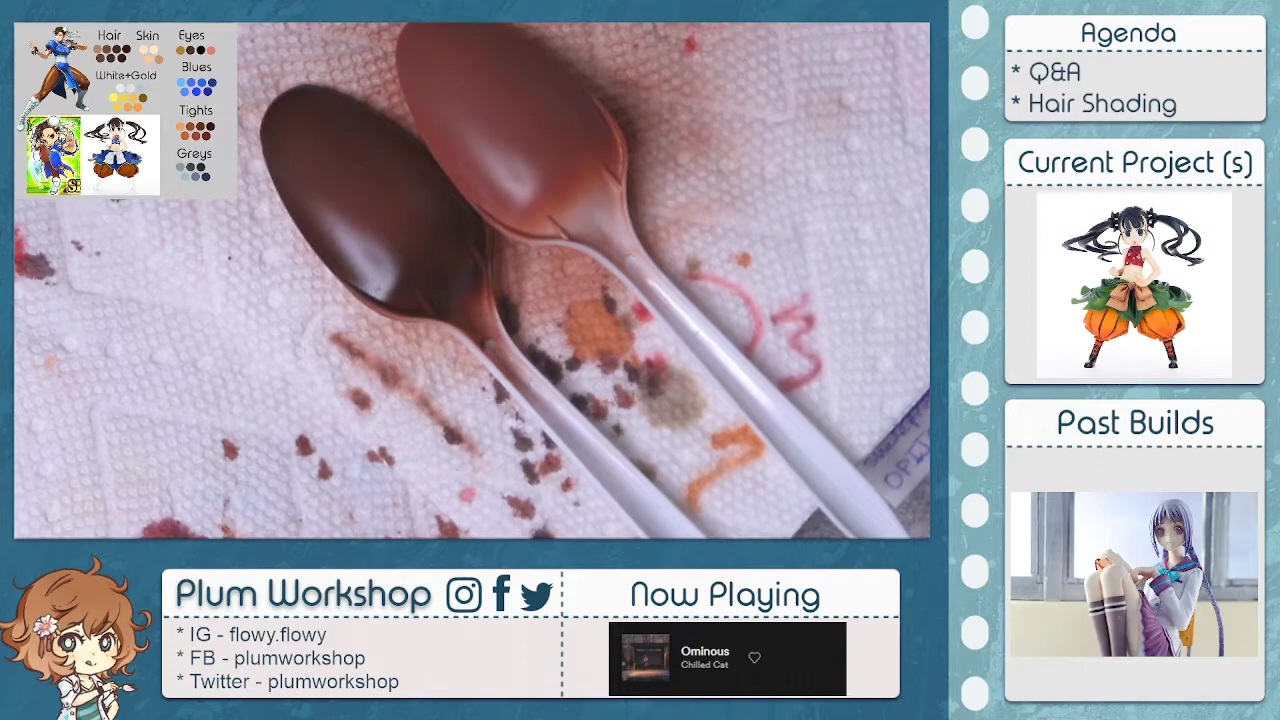 Hair Skin Eyes
White+Gold
Blues
Tights
Greys
Agenda
* Q&A
* Hair Shading
Current Project (s)
Past Builds
Plum Workshop
* IG - flowy.flowy
* FB - plumworkshop
* Twitter - plumworkshop
Now Playing
Ominous
Chilled Cat